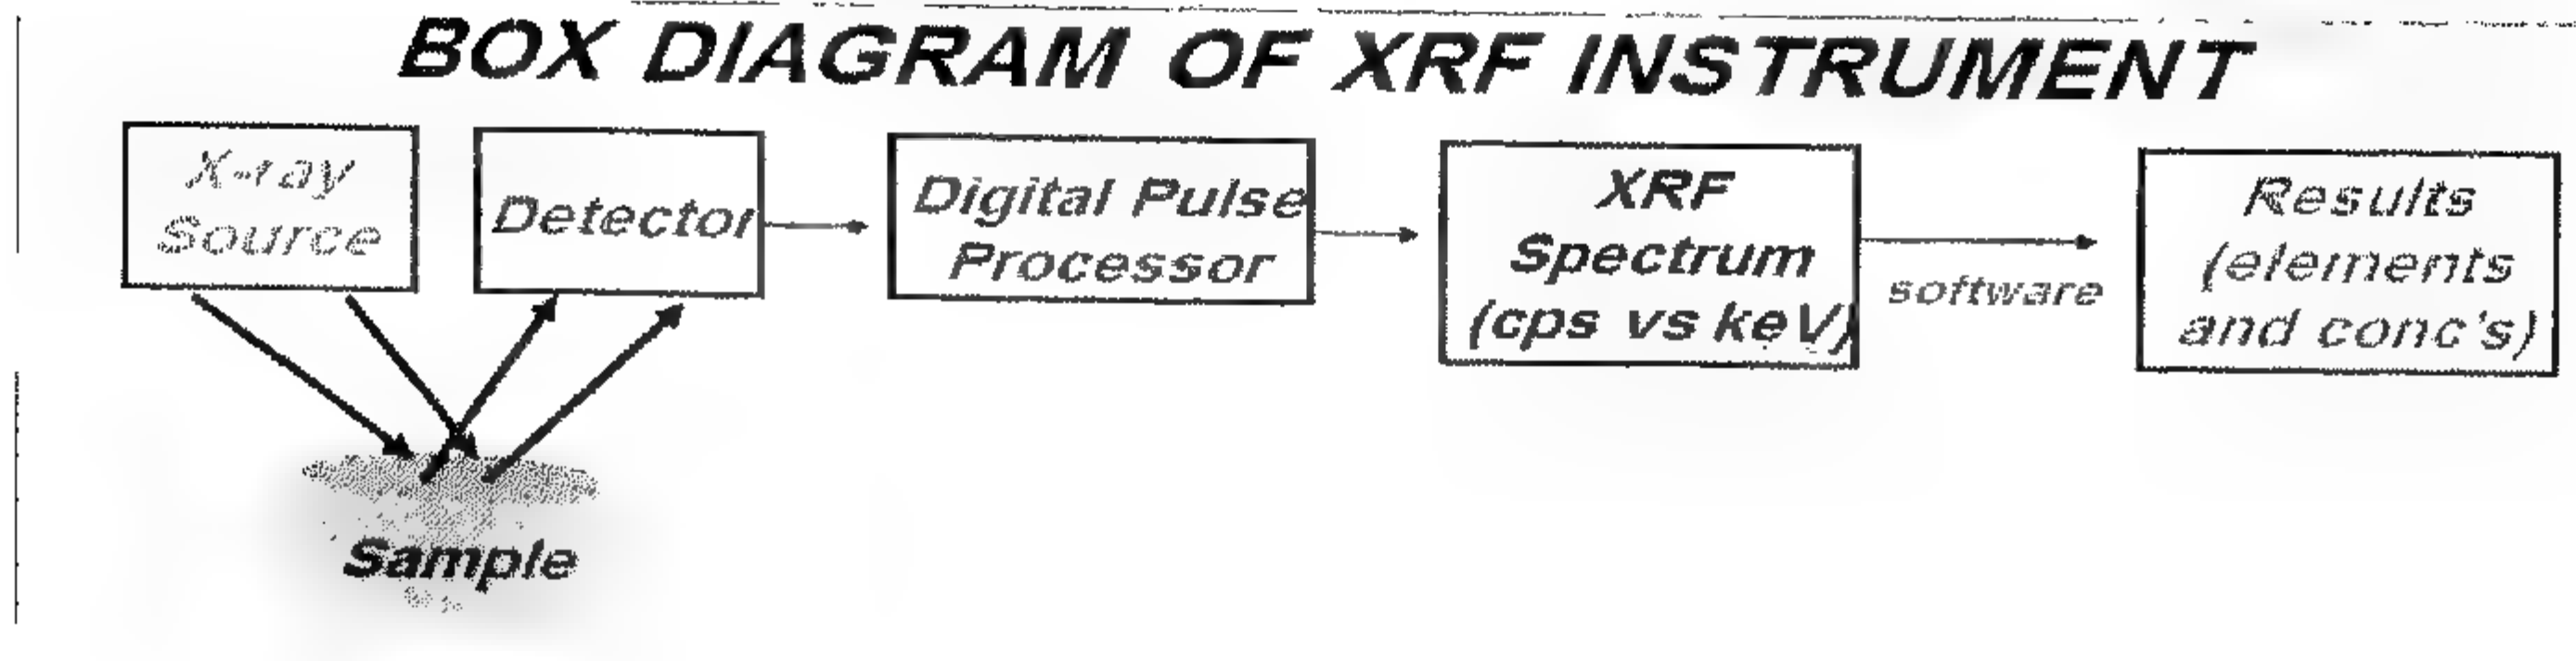 BOX DIAGRAM OF XRF INSTRUMENT
X-ray
Source
Detector
Digital Pulse
Processor
XRF
Spectrum
(cps vs keV)
software
Results
(elements
and conc's)
Sample